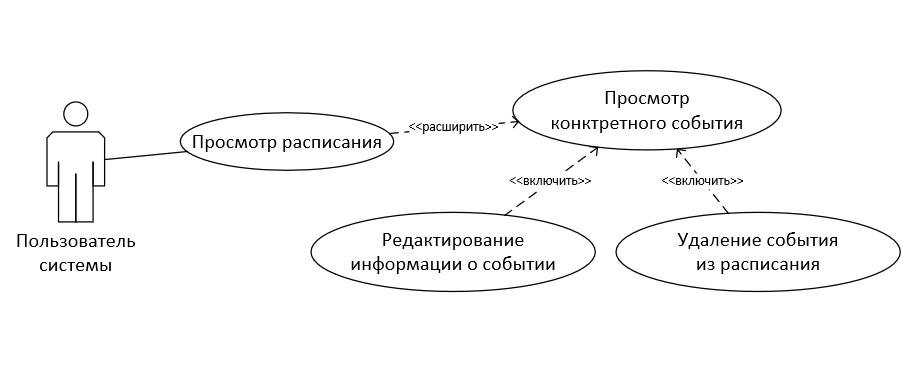 Просмотр
конктретного события
Просмотр расписания
<<расширить>>
<<включить>>
<<включить>>
Пользователь
системы
Редактирование
информации о событии
Удаление события
из расписания